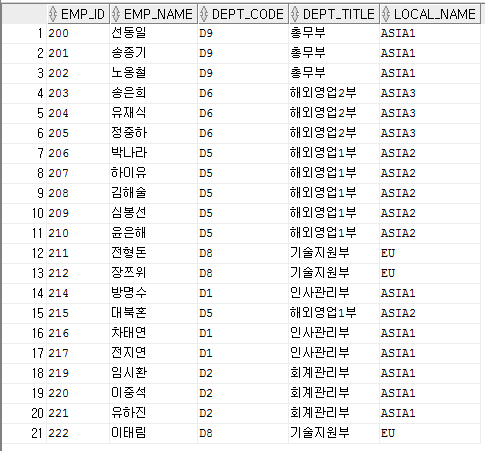 EMP_ID EMP_NAME DEPT_CODE DEPT_TITLE LOCAL_NAME
1 200 선동일 D9 총무부 ASIA1
2 201 송종기 D9 총무부 ASIA1
3 202 노옹철 D9 총무부 ASIA1
4 203 송은희 D6 해외영업2부 ASIA3
5 204 유재식 D6 해외영업2부 ASIA3
6 205 정중하 D6 해외영업2부 ASIA3
7 206 박나라 D5 해외영업1부 ASIA2
8 207 하이유 D5 해외영업1부 ASIA2
9 208 김해술 D5 해외영업1부 ASIA2
10 209 심봉선 D5 해외영업1부 ASIA2
11 210 윤은해 D5 해외영업1부 ASIA2
12 211 전형돈 D8 기술지원부 EU
13 212 장쯔위 D8 기술지원부 EU
14 214 방명수 D1 인사관리부 ASIA1
15 215 대북혼 D5 해외영업1부 ASIA2
16 216 차태연 D1 인사관리부 ASIA1
17 217 전지연 D1 인사관리부 ASIA1
18 219 임시환 D2 회계관리부 ASIA1
19 220 이중석 D2 회계관리부 ASIA1
20 221 유하진 D2 회계관리부 ASIA1
21 222 이태림 D8 기술지원부 EU